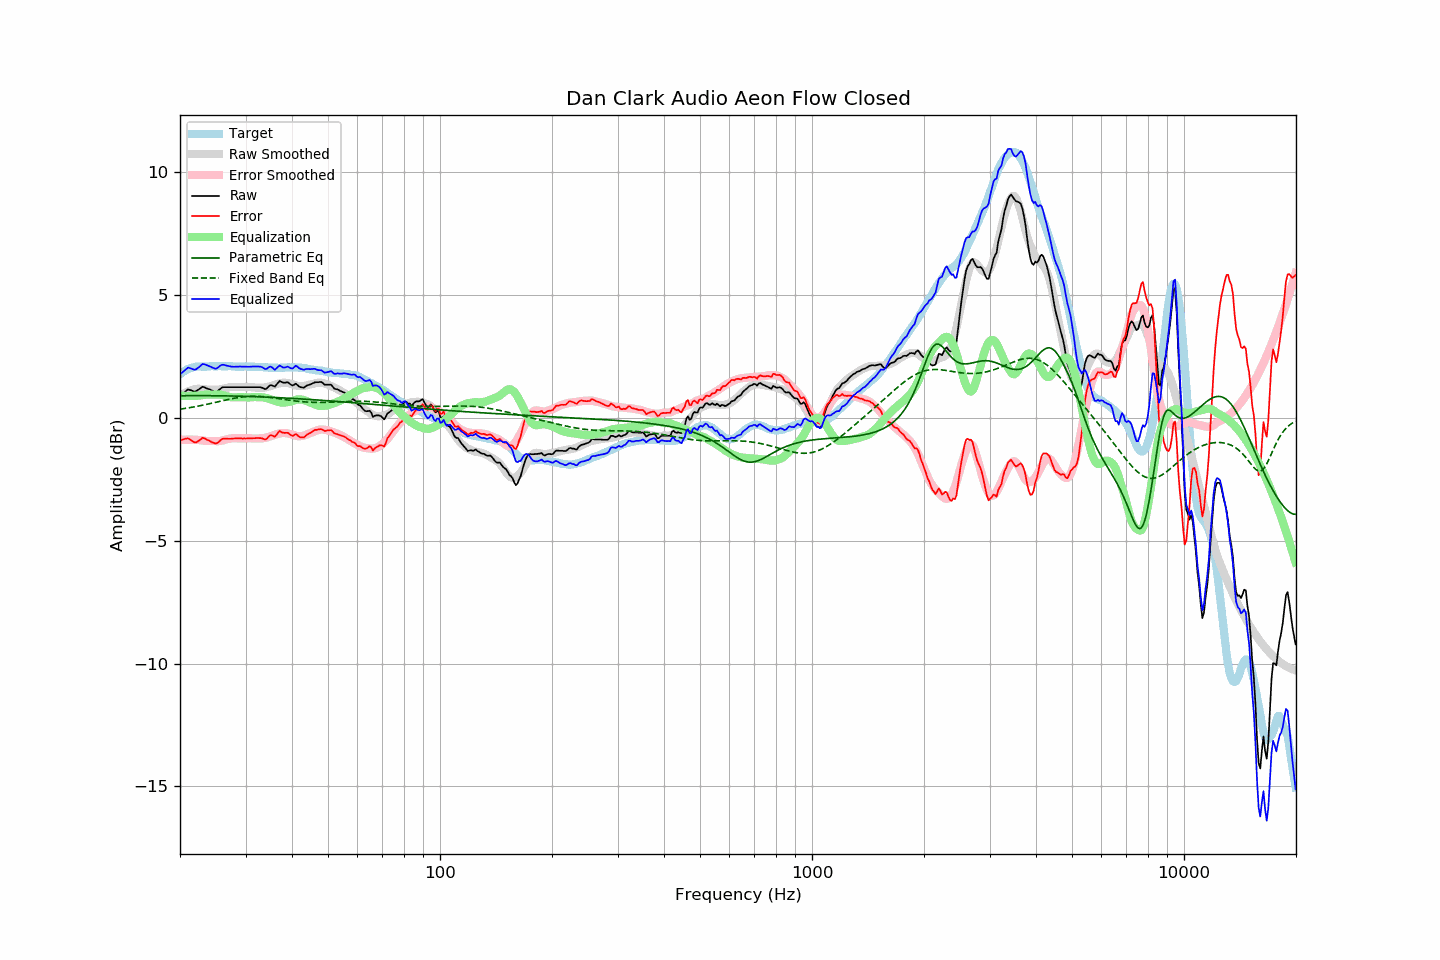 Dan Clark Audio Aeon Flow Closed
Target
Raw Smoothed
Error Smoothed
Raw
Error
Equalization
Parametric Eq
Fixed Band Eq
Equalized
10
5
0
−5
−10
−15
Amplitude (dBr)
100
1000
10000
Frequency (Hz)